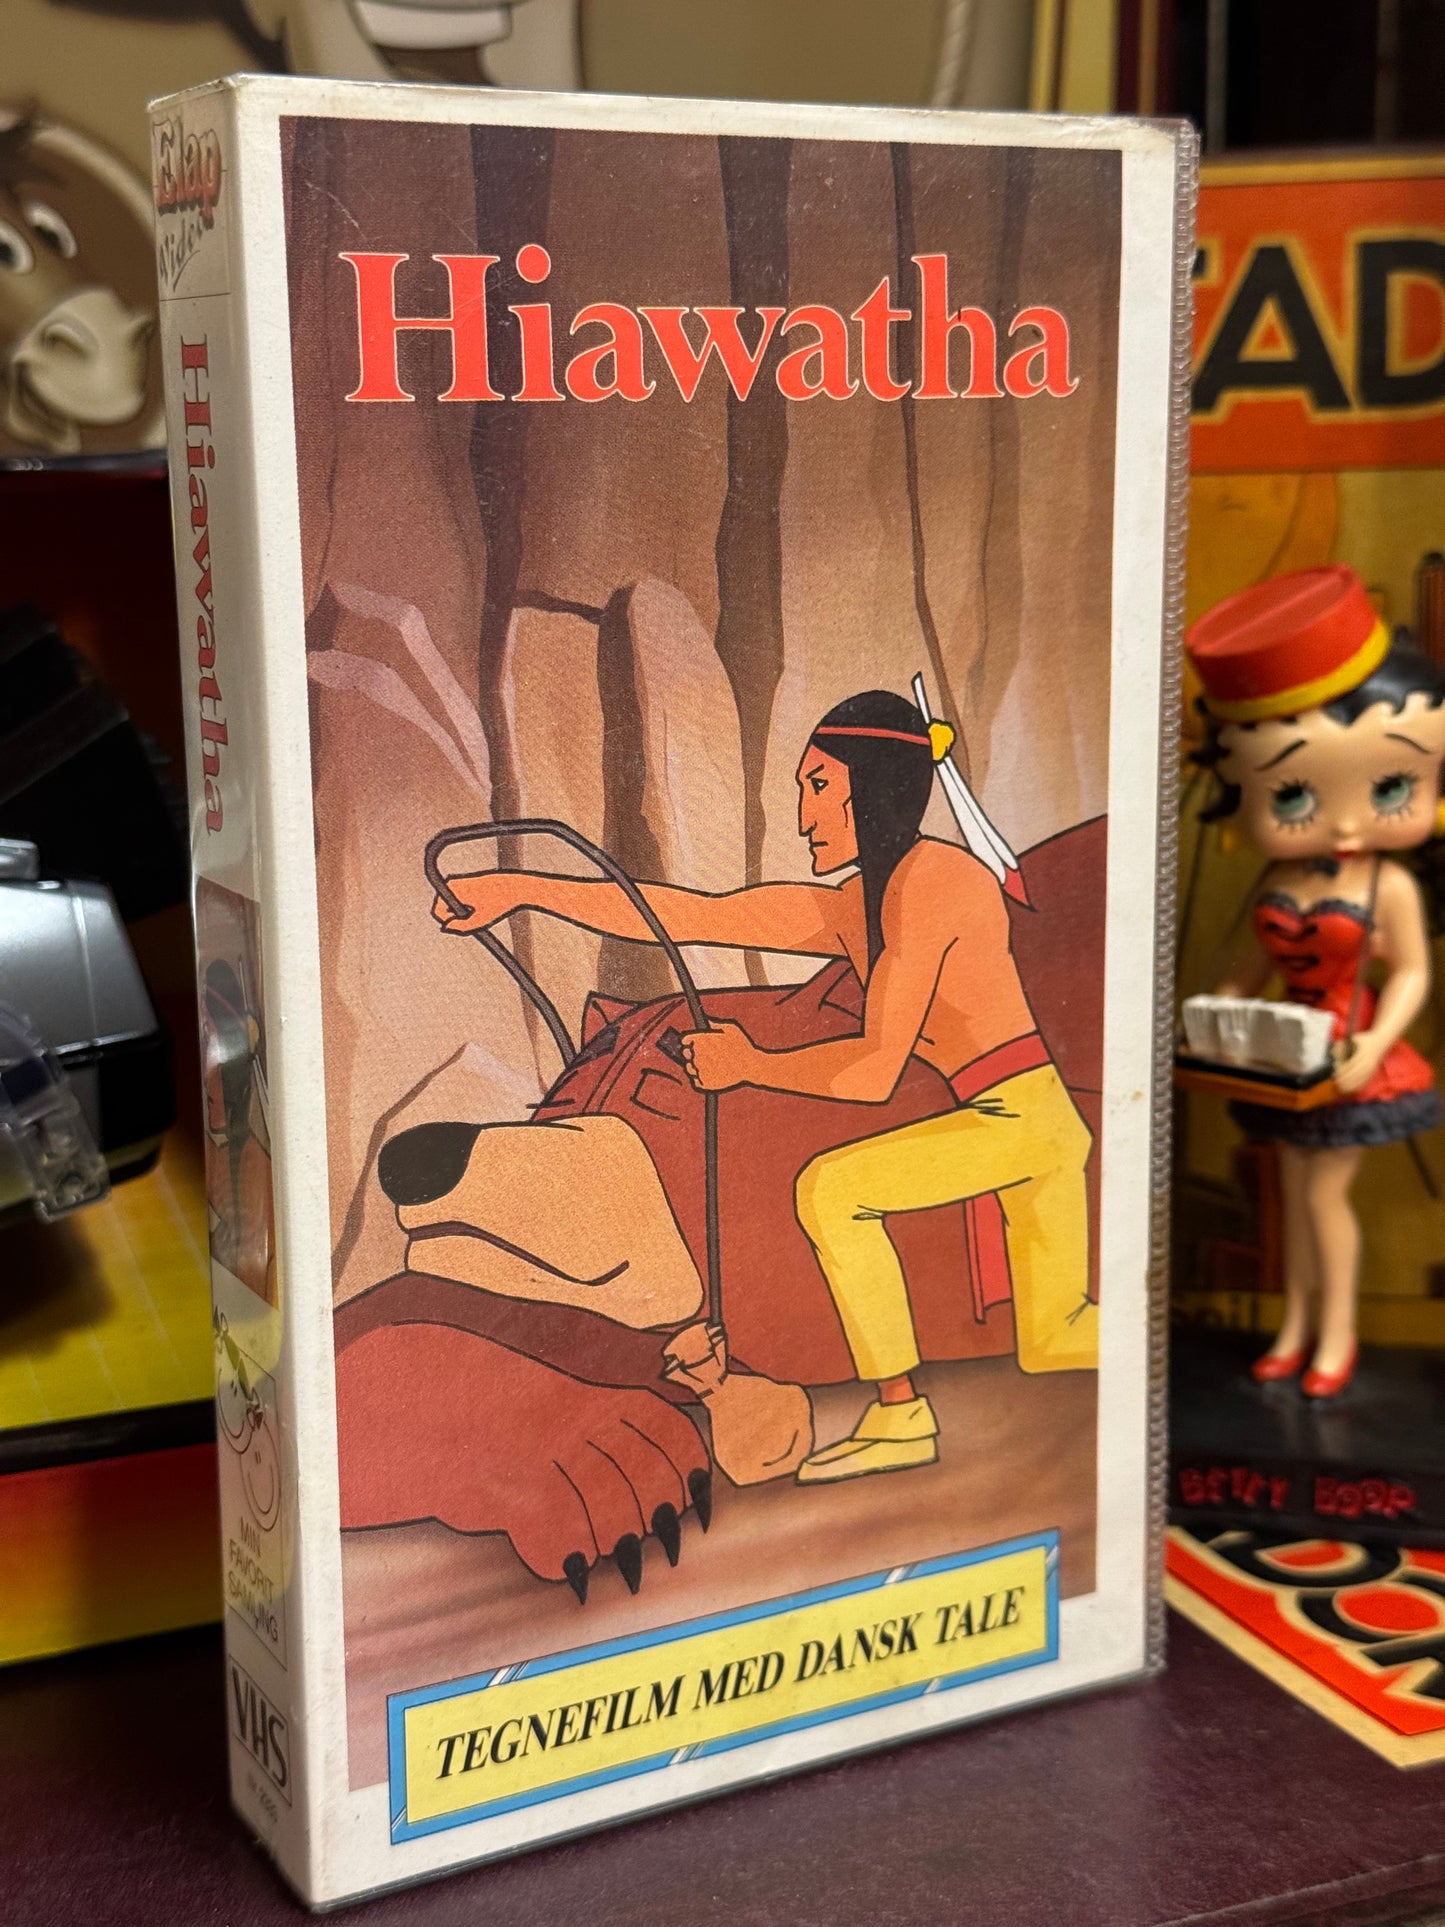 Elap
Video
Hiawatha
MIN
FAVORIT
SAMLING
VHS
Hiawatha
TEGNEFILM MED DANSK TALE
BETTY BOOP